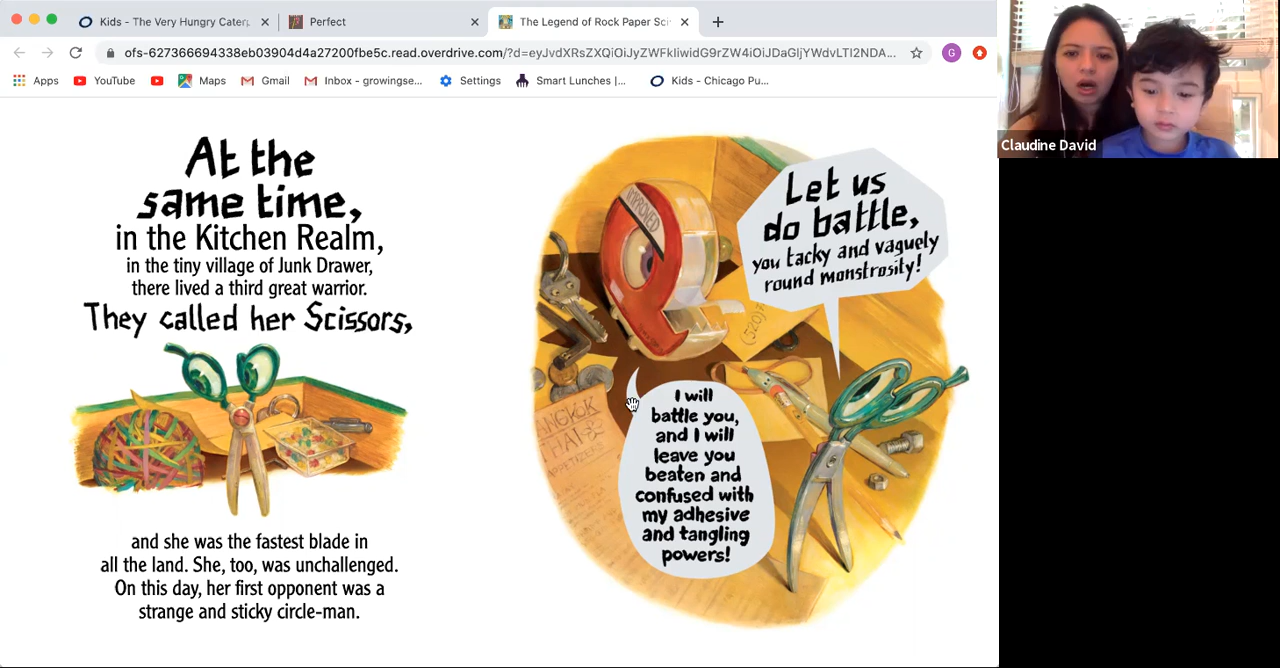 Kids - The Very Hungry Caterp
Perfect
The Legend of Rock Paper Sci
ofs-627366694338eb03904d4a27200fbe5c.read.overdrive.com/?d=eyJvdXRsZXQiOiJyZWFkIiwidG9rZW4iOiJDaGljYWdvLTI2NDA...
G
Apps
YouTube
Maps
Gmail
Inbox - growingse...
Settings
Smart Lunches |...
Kids - Chicago Pu...
Claudine David
At the
same time,
in the Kitchen Realm,
in the tiny village of Junk Drawer,
there lived a third great warrior.
They called her Scissors,
and she was the fastest blade in
all the land. She, too, was unchallenged.
On this day, her first opponent was a
strange and sticky circle-man.
IMPROVED
Let us
do battle,
you tacky and vaguely
round monstrosity!
(520)
ANGKOK
THAI
APPETIZERS
I will
battle you,
and I will
leave you
beaten and
confused with
my adhesive
and tangling
powers!